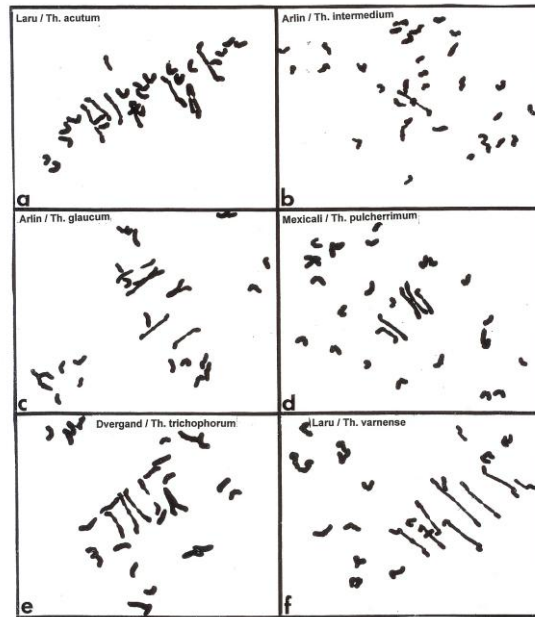 Laru / Th. acutum
a
Arlin / Th. intermedium
b
Arlin / Th. glaucum
c
Mexicali / Th. pulcherrimum
d
Dvergand / Th. trichophorum
e
Laru / Th. varnense
f